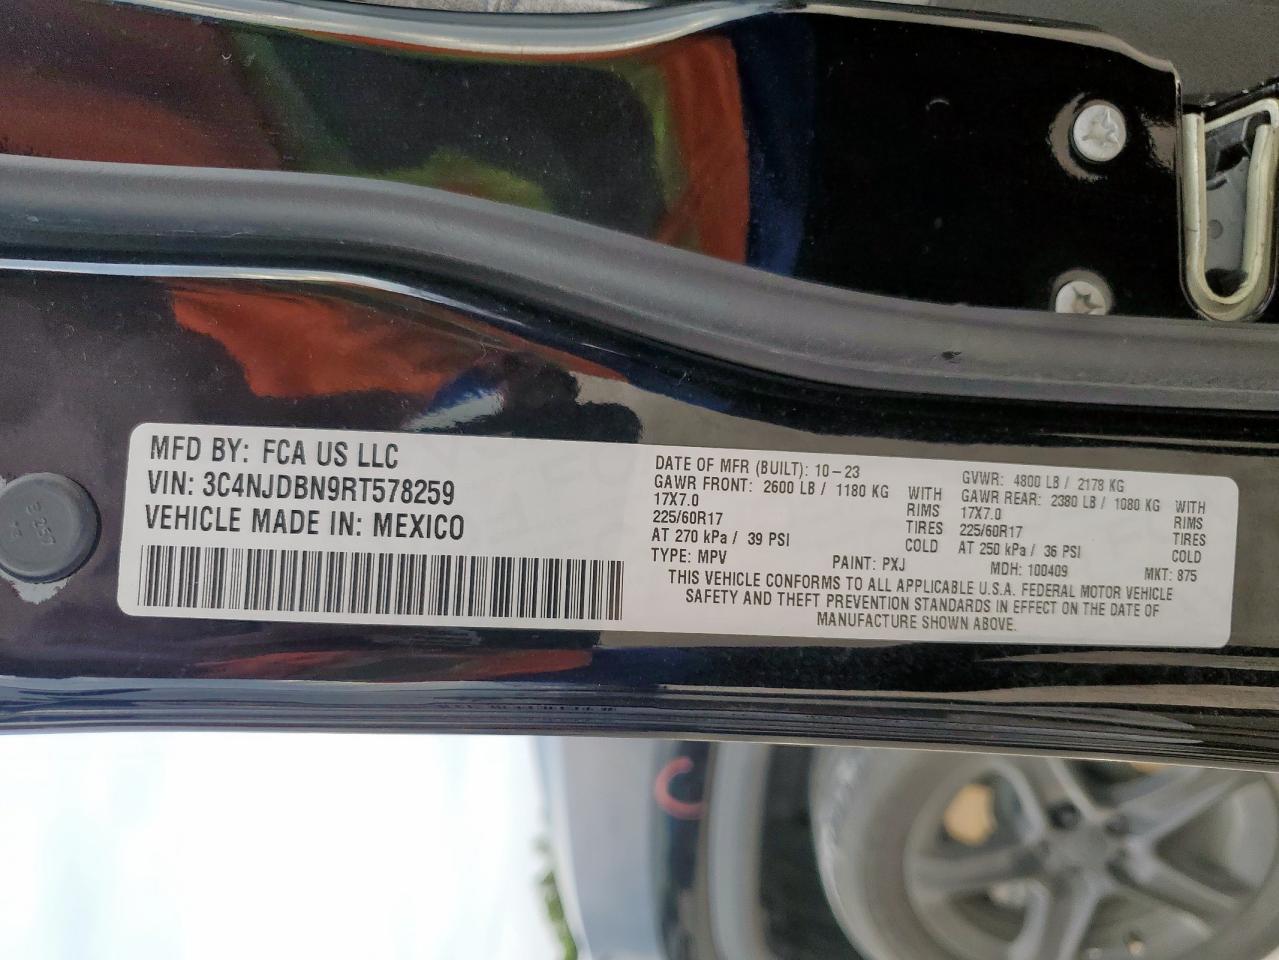 MFD BY: FCA US LLC
VIN: 3C4NJDBN9RT578259
VEHICLE MADE IN: MEXICO
DATE OF MFR (BUILT): 10-23
GAWR FRONT: 2600 LB / 1180 KG WITH
17X7.0 RIMS
225/60R17 TIRES
AT 270 kPa / 39 PSI COLD
TYPE: MPV PAINT: PXJ
GVWR: 4800 LB / 2178 KG
GAWR REAR: 2380 LB / 1080 KG WITH
17X7.0 RIMS
225/60R17 TIRES
AT 250 kPa / 36 PSI COLD
MDH: 100409 MKT: 875
THIS VEHICLE CONFORMS TO ALL APPLICABLE U.S.A. FEDERAL MOTOR VEHICLE
SAFETY AND THEFT PREVENTION STANDARDS IN EFFECT ON THE DATE OF
MANUFACTURE SHOWN ABOVE.